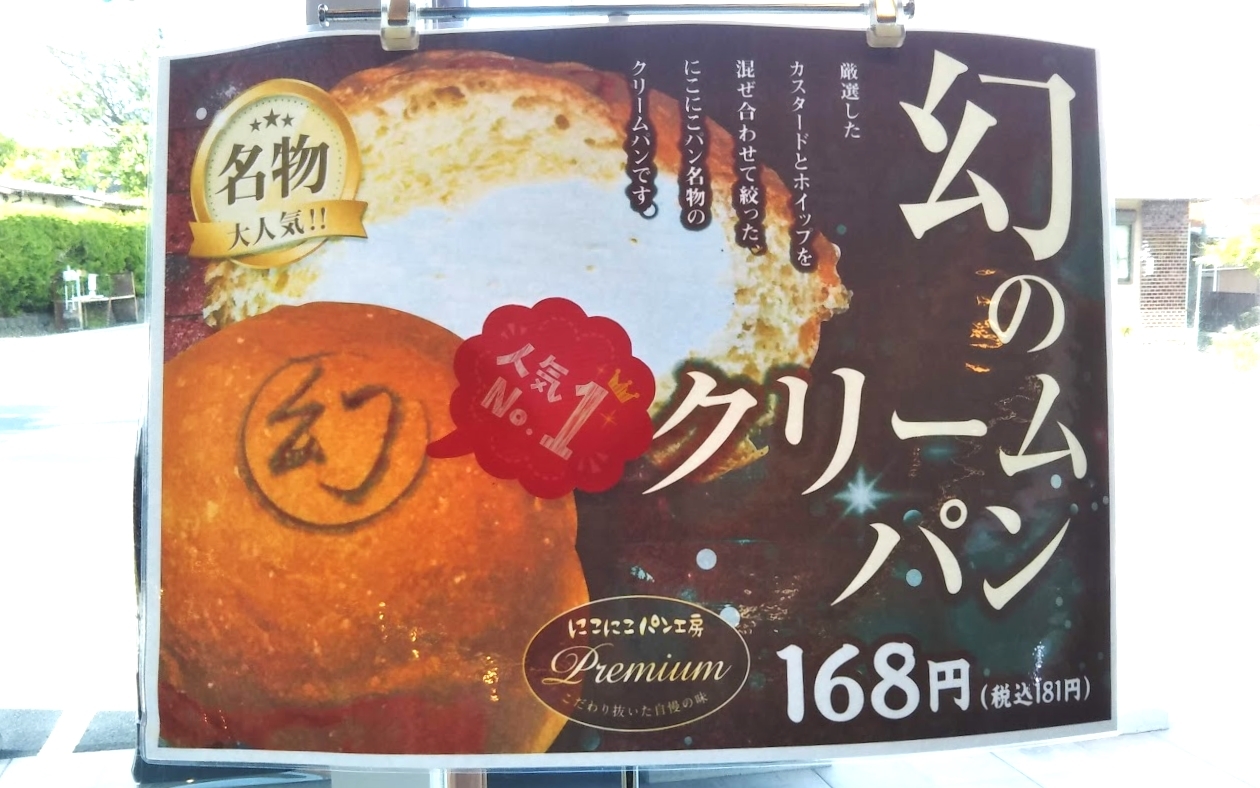 幻の
クリーム
パン
厳選した
カスタードとホイップを
混ぜ合わせて絞った、
にこにこパン名物の
クリームパンです。
名物
大人気!!
人気
No.1
幻
にこにこパン工房
Premium
こだわり抜いた自慢の味
168円(税込181円)